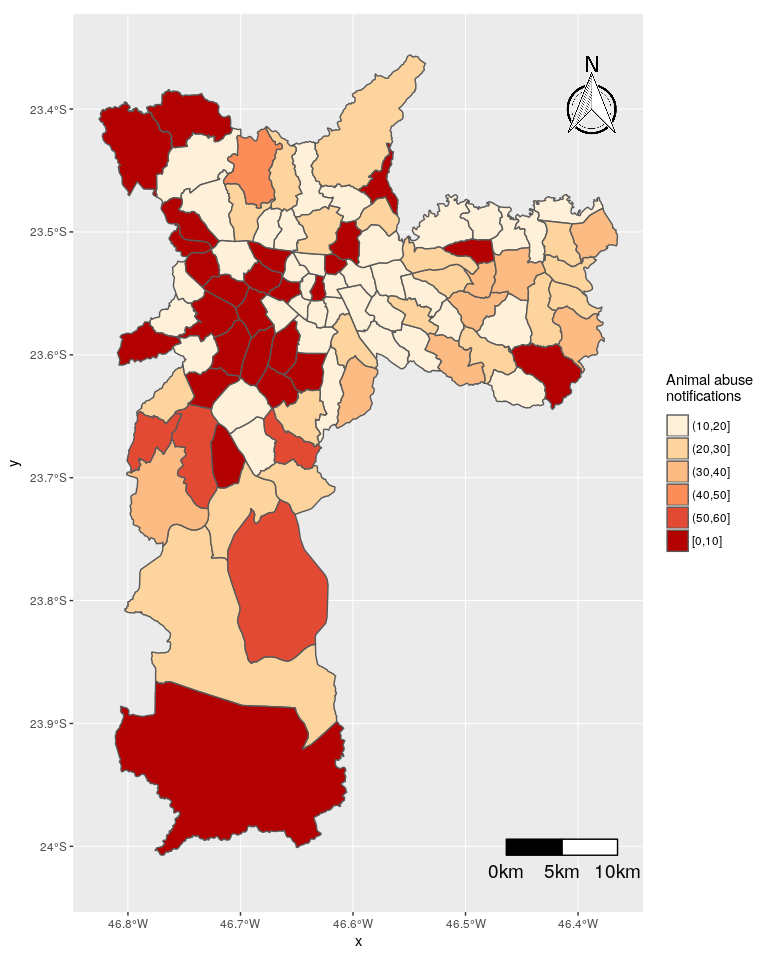 N
23.4°S
23.5°S
23.6°S
23.7°S
23.8°S
23.9°S
24°S
y
46.8°W 46.7°W 46.6°W 46.5°W 46.4°W
x
0km 5km 10km
Animal abuse
notifications
(10,20]
(20,30]
(30,40]
(40,50]
(50,60]
[0,10]